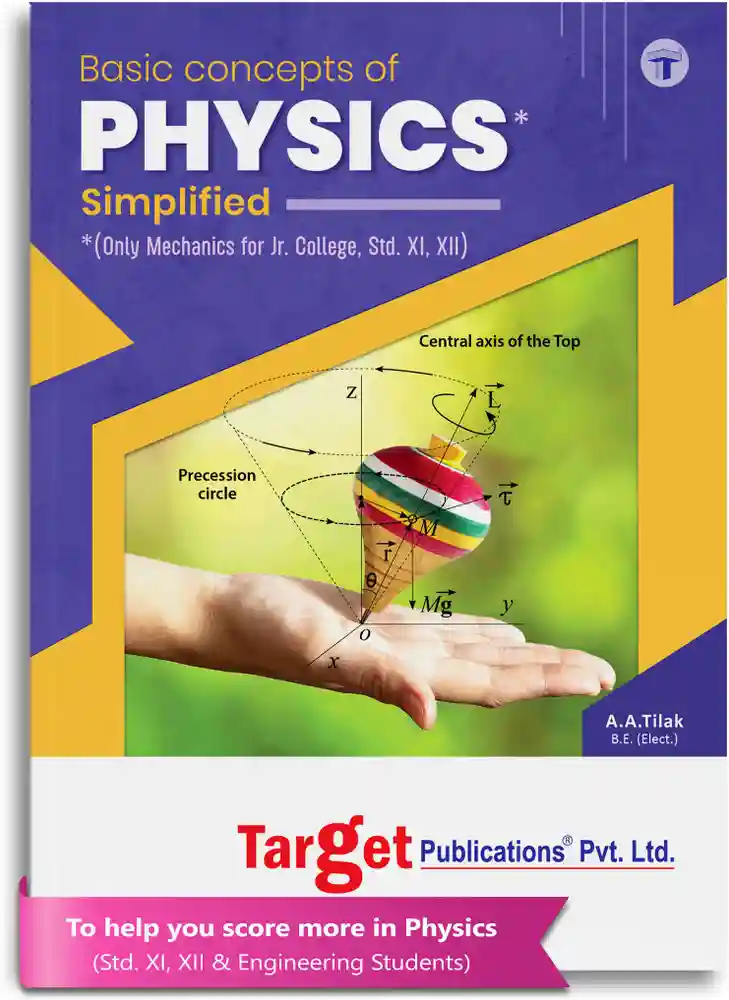 Basic concepts of
PHYSICS*
Simplified
*(Only Mechanics for Jr. College, Std. XI, XII)
Central axis of the Top
z
L
Precession
circle
τ
M
r
θ
Mg
y
o
x
A.A.Tilak
B.E. (Elect.)
Target Publications® Pvt. Ltd.
To help you score more in Physics
(Std. XI, XII & Engineering Students)